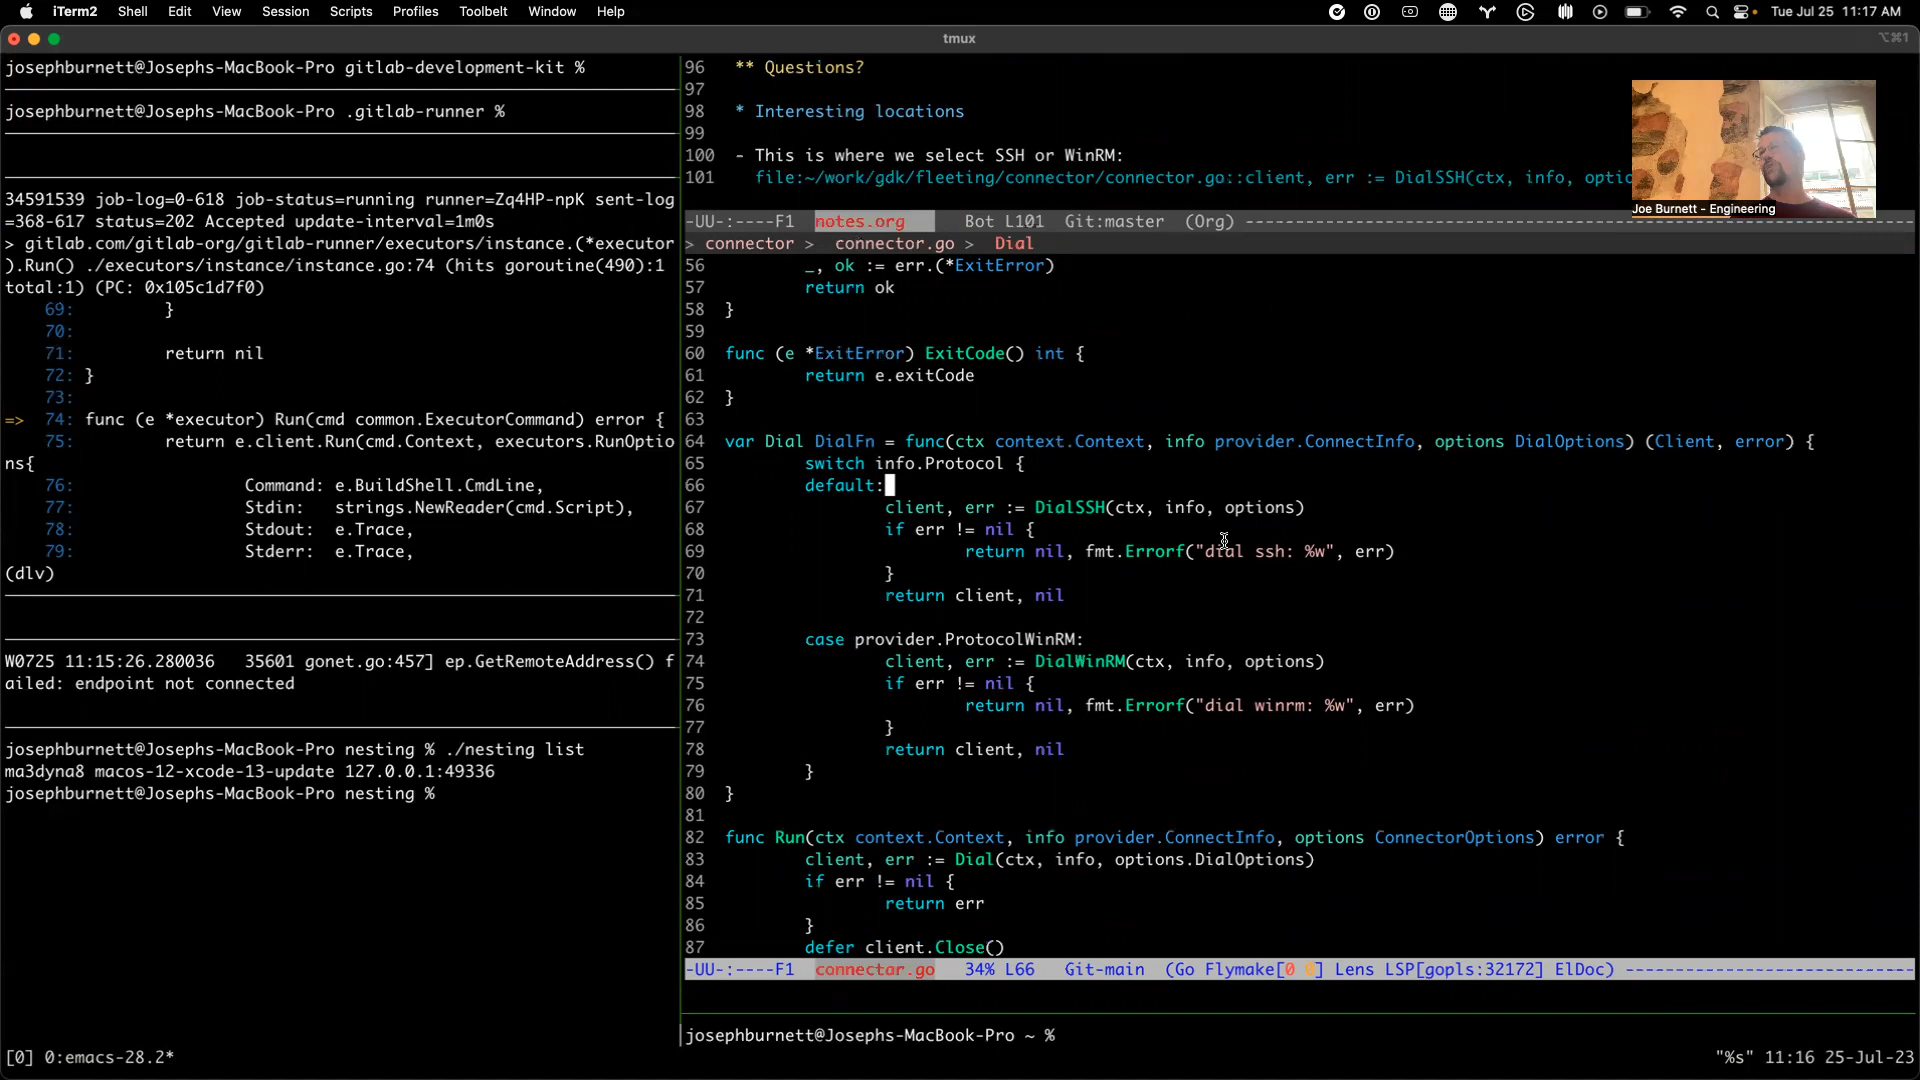 iTerm2 Shell Edit View Session Scripts Profiles Toolbelt Window Help Tue Jul 25 11:17 AM
tmux ⌥⌘1
josephburnett@Josephs-MacBook-Pro gitlab-development-kit %
josephburnett@Josephs-MacBook-Pro .gitlab-runner %
34591539 job-log=0-618 job-status=running runner=Zq4HP-npK sent-log
=368-617 status=202 Accepted update-interval=1m0s
> gitlab.com/gitlab-org/gitlab-runner/executors/instance.(*executor
).Run() ./executors/instance/instance.go:74 (hits goroutine(490):1
total:1) (PC: 0x105c1d7f0)
69: }
70:
71: return nil
72: }
73:
=> 74: func (e *executor) Run(cmd common.ExecutorCommand) error {
75: return e.client.Run(cmd.Context, executors.RunOptio
ns{
76: Command: e.BuildShell.CmdLine,
77: Stdin: strings.NewReader(cmd.Script),
78: Stdout: e.Trace,
79: Stderr: e.Trace,
(dlv)
W0725 11:15:26.280036 35601 gonet.go:457] ep.GetRemoteAddress() f
ailed: endpoint not connected
josephburnett@Josephs-MacBook-Pro nesting % ./nesting list
ma3dyna8 macos-12-xcode-13-update 127.0.0.1:49336
josephburnett@Josephs-MacBook-Pro nesting %
96 ** Questions?
97
98 * Interesting locations
99
100 - This is where we select SSH or WinRM:
101 file:~/work/gdk/fleeting/connector/connector.go::client, err := DialSSH(ctx, info, optio
Joe Burnett - Engineering
-UU-:----F1 notes.org Bot L101 Git:master (Org) ----------
> connector > connector.go > Dial
56 _, ok := err.(*ExitError)
57 return ok
58 }
59
60 func (e *ExitError) ExitCode() int {
61 return e.exitCode
62 }
63
64 var Dial DialFn = func(ctx context.Context, info provider.ConnectInfo, options DialOptions) (Client, error) {
65 switch info.Protocol {
66 default:
67 client, err := DialSSH(ctx, info, options)
68 if err != nil {
69 return nil, fmt.Errorf("dial ssh: %w", err)
70 }
71 return client, nil
72
73 case provider.ProtocolWinRM:
74 client, err := DialWinRM(ctx, info, options)
75 if err != nil {
76 return nil, fmt.Errorf("dial winrm: %w", err)
77 }
78 return client, nil
79 }
80 }
81
82 func Run(ctx context.Context, info provider.ConnectInfo, options ConnectorOptions) error {
83 client, err := Dial(ctx, info, options.DialOptions)
84 if err != nil {
85 return err
86 }
87 defer client.Close()
-UU-:----F1 connector.go 34% L66 Git-main (Go Flymake[0 0] Lens LSP[gopls:32172] ElDoc) ----------
josephburnett@Josephs-MacBook-Pro ~ %
[0] 0:emacs-28.2* "%s" 11:16 25-Jul-23